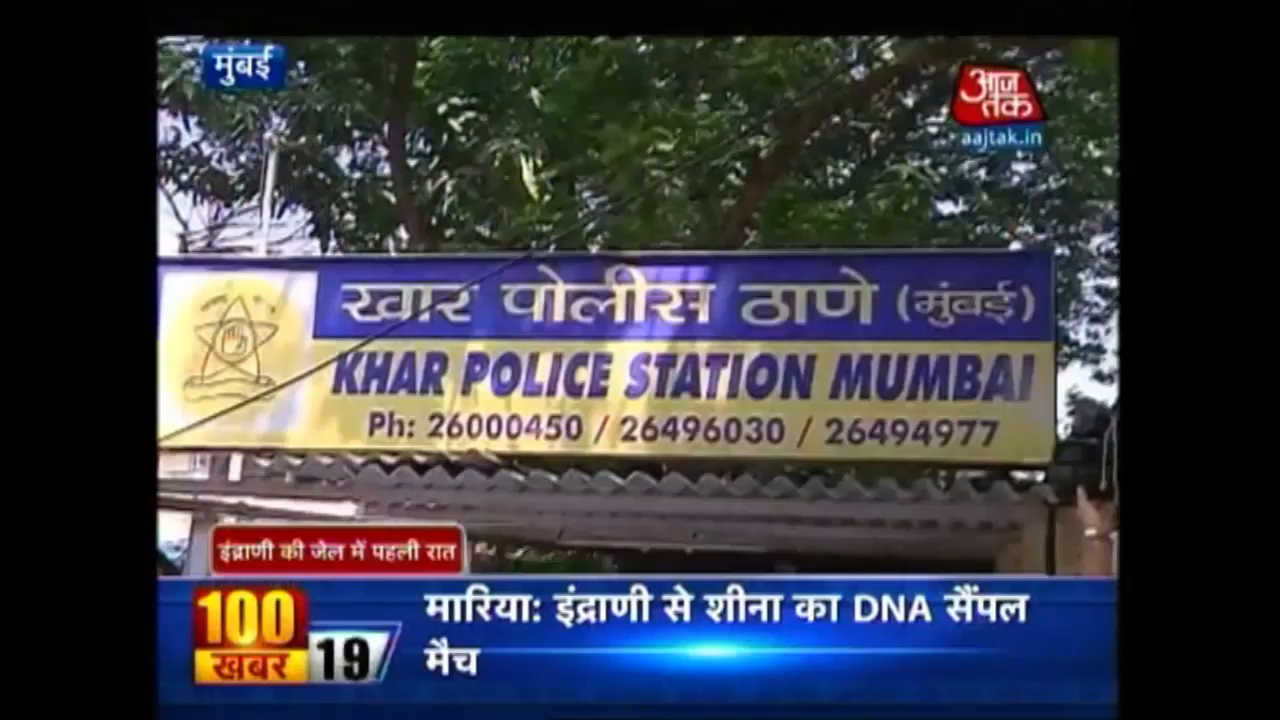 मुंबई
आज
तक
aajtak.in
खार पोलीस ठाणे (मुंबई)
KHAR POLICE STATION MUMBAI
Ph: 26000450 / 26496030 / 26494977
इंद्राणी की जेल में पहली रात
100
खबर
19
मारिया: इंद्राणी से शीना का DNA सैंपल
मैच